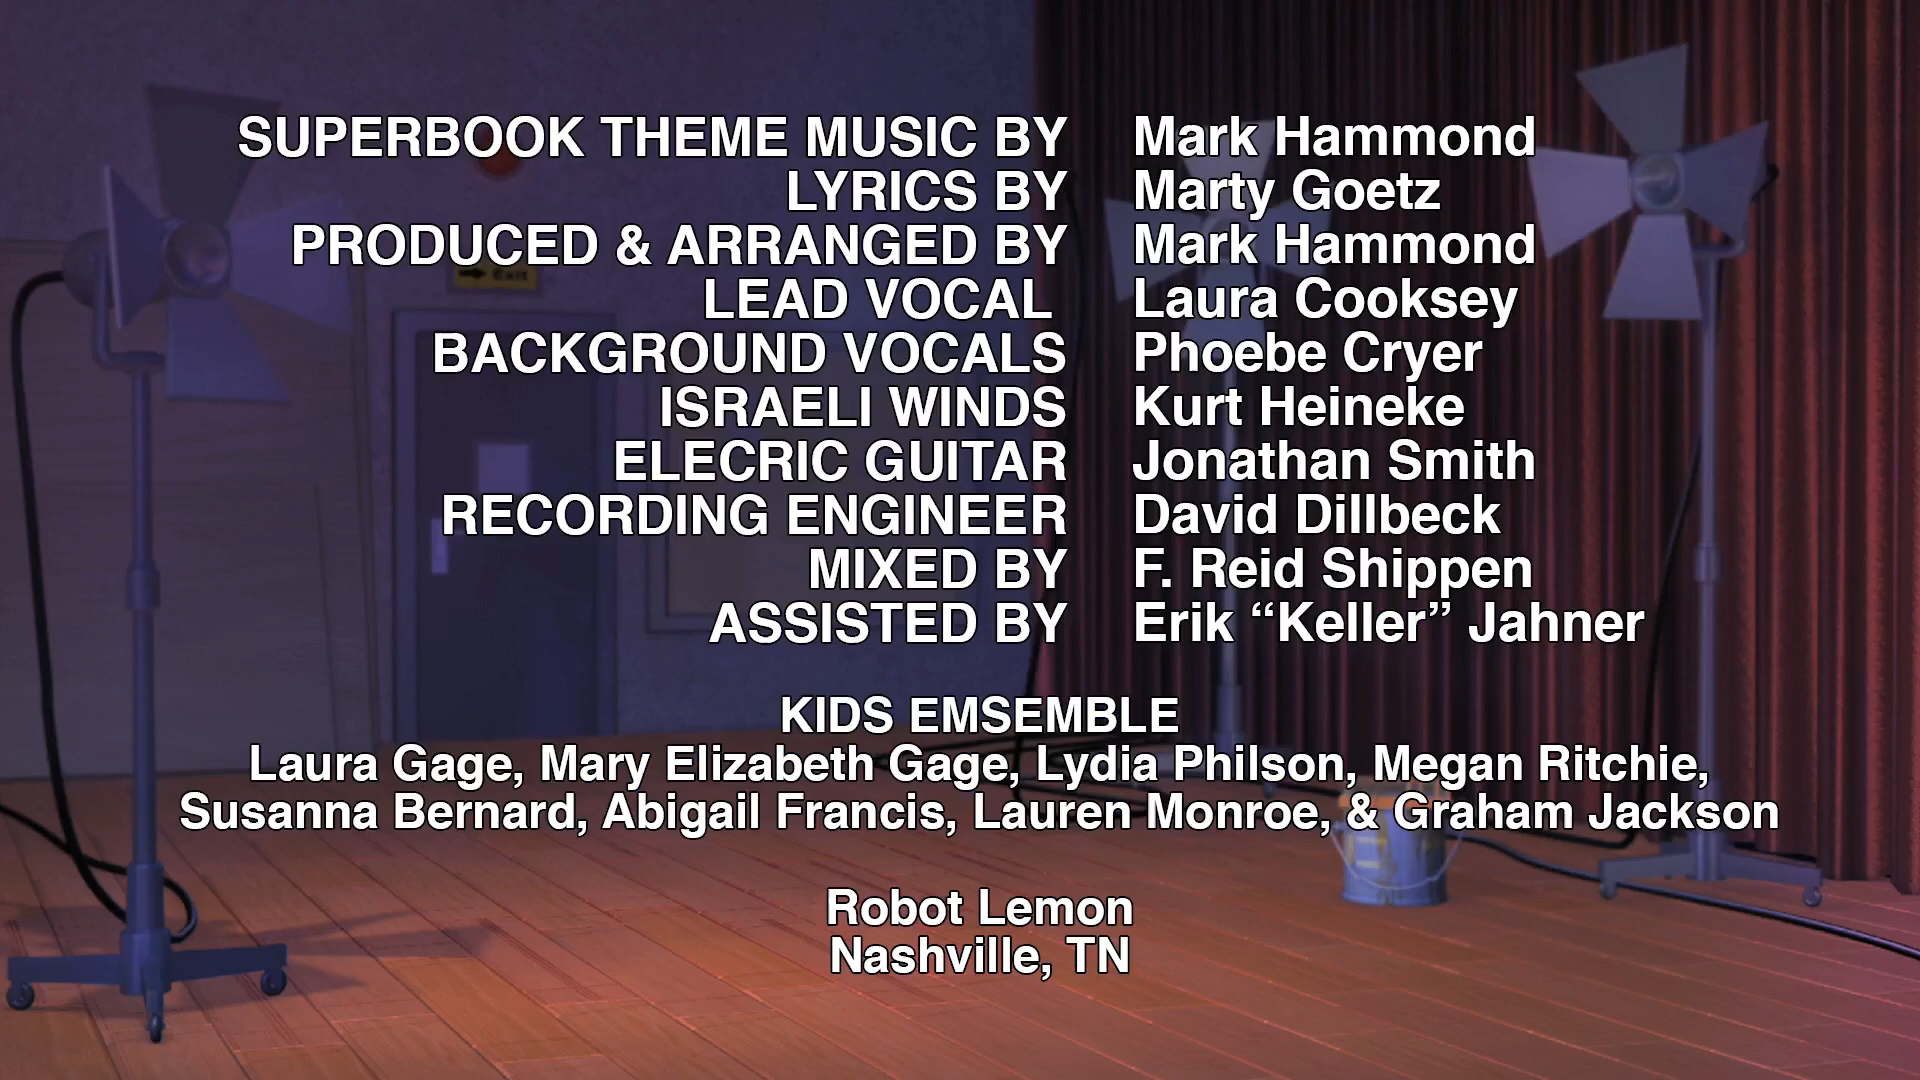 SUPERBOOK THEME MUSIC BY Mark Hammond
LYRICS BY Marty Goetz
PRODUCED & ARRANGED BY Mark Hammond
LEAD VOCAL Laura Cooksey
BACKGROUND VOCALS Phoebe Cryer
ISRAELI WINDS Kurt Heineke
ELECRIC GUITAR Jonathan Smith
RECORDING ENGINEER David Dillbeck
MIXED BY F. Reid Shippen
ASSISTED BY Erik “Keller” Jahner
KIDS EMSEMBLE
Laura Gage, Mary Elizabeth Gage, Lydia Philson, Megan Ritchie,
Susanna Bernard, Abigail Francis, Lauren Monroe, & Graham Jackson
Robot Lemon
Nashville, TN
Exit